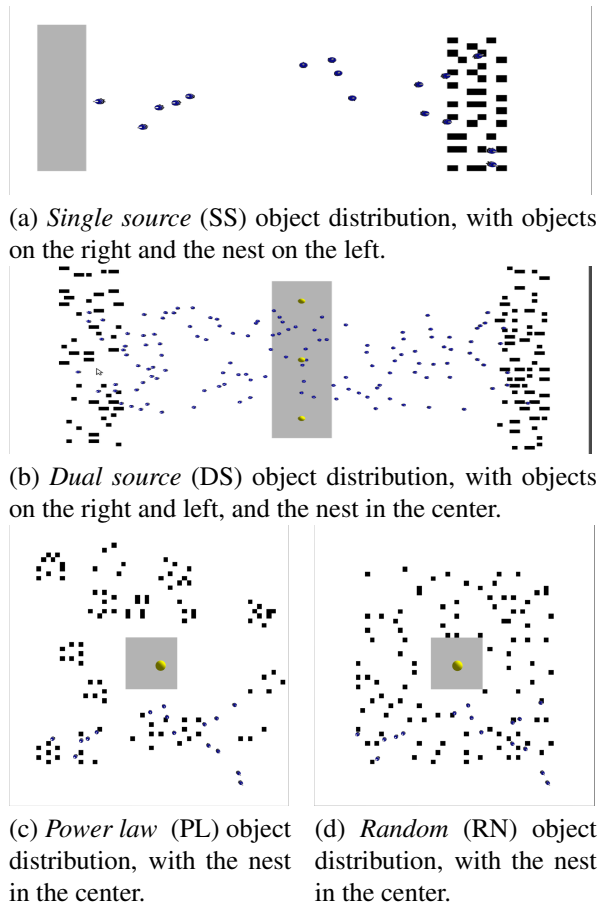 (a) Single source (SS) object distribution, with objects
on the right and the nest on the left.
(b) Dual source (DS) object distribution, with objects
on the right and left, and the nest in the center.
(c) Power law (PL) object
distribution, with the nest
in the center.
(d) Random (RN) object
distribution, with the nest
in the center.